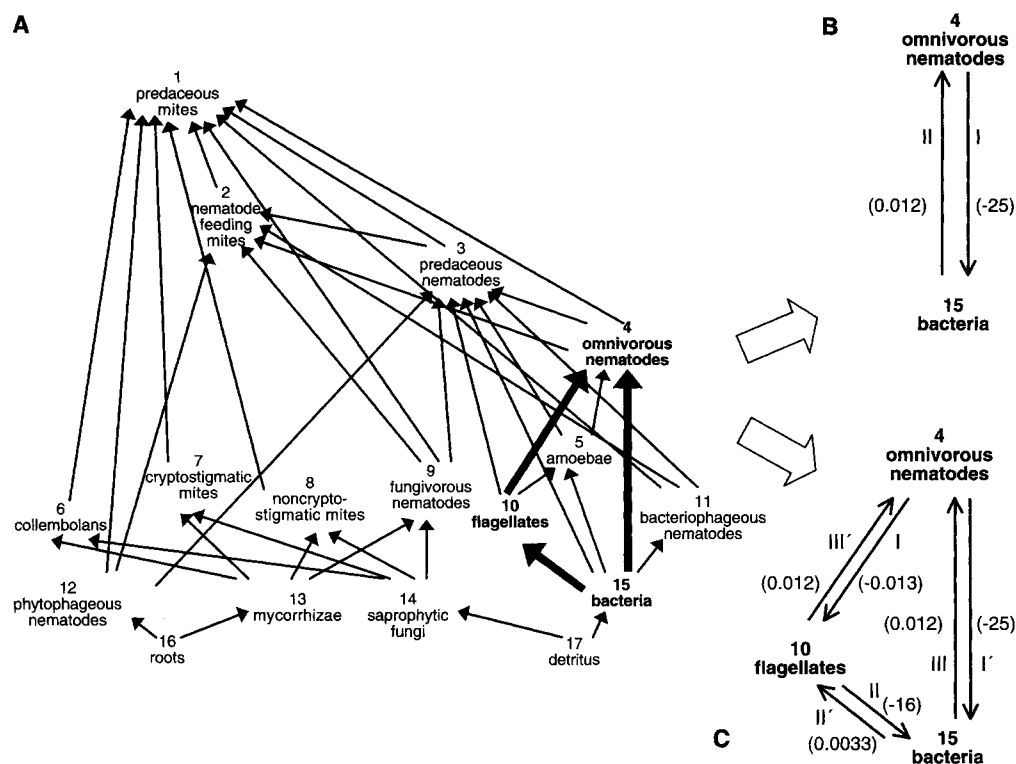 A
1
predaceous
mites
2
nematode
feeding
mites
3
predaceous
nematodes
4
omnivorous
nematodes
5
amoebae
6
collembolans
7
cryptostigmatic
mites
8
noncrypto-
stigmatic mites
9
fungivorous
nematodes
10
flagellates
11
bacteriophageous
nematodes
12
phytophageous
nematodes
13
mycorrhizae
14
saprophytic
fungi
15
bacteria
16
roots
17
detritus
B
4
omnivorous
nematodes
II
I
(0.012)
(-25)
15
bacteria
4
omnivorous
nematodes
III´
I
(0.012)
(-0.013)
(0.012)
(-25)
III
I´
10
flagellates
II
(-16)
II´
(0.0033)
C
15
bacteria